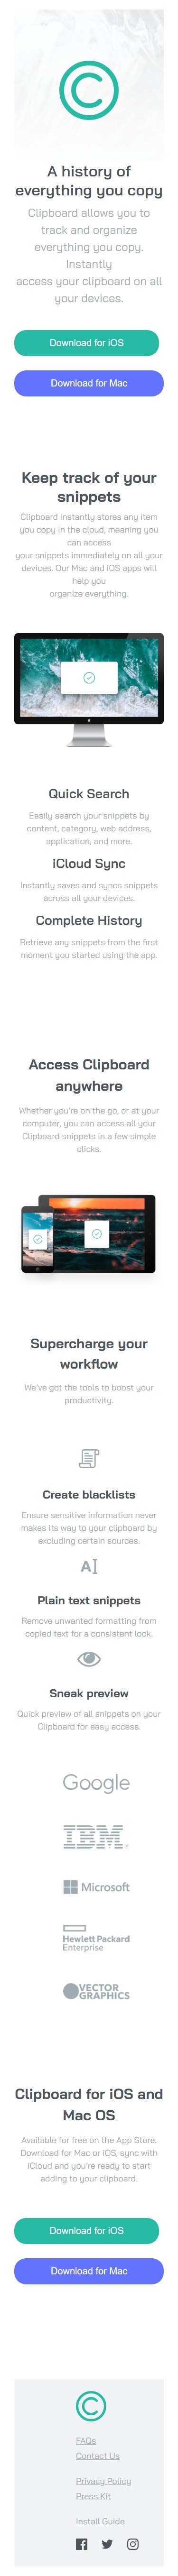 A history of
everything you copy
Clipboard allows you to
track and organize
everything you copy.
Instantly
access your clipboard on all
your devices.
Download for iOS
Download for Mac
Keep track of your
snippets
Clipboard instantly stores any item
you copy in the cloud, meaning you
can access
your snippets immediately on all your
devices. Our Mac and iOS apps will
help you
organize everything.
Quick Search
Easily search your snippets by
content, category, web address,
application, and more.
iCloud Sync
Instantly saves and syncs snippets
across all your devices.
Complete History
Retrieve any snippets from the first
moment you started using the app.
Access Clipboard
anywhere
Whether you're on the go, or at your
computer, you can access all your
Clipboard snippets in a few simple
clicks.
Supercharge your
workflow
We've got the tools to boost your
productivity.
Create blacklists
Ensure sensitive information never
makes its way to your clipboard by
excluding certain sources.
A
Plain text snippets
Remove unwanted formatting from
copied text for a consistent look.
Sneak preview
Quick preview of all snippets on your
Clipboard for easy access.
Google
IBM
Microsoft
Hewlett Packard
Enterprise
VECTOR
GRAPHICS
Clipboard for iOS and
Mac OS
Available for free on the App Store.
Download for Mac or iOS, sync with
iCloud and you're ready to start
adding to your clipboard.
Download for iOS
Download for Mac
FAQs
Contact Us
Privacy Policy
Press Kit
Install Guide